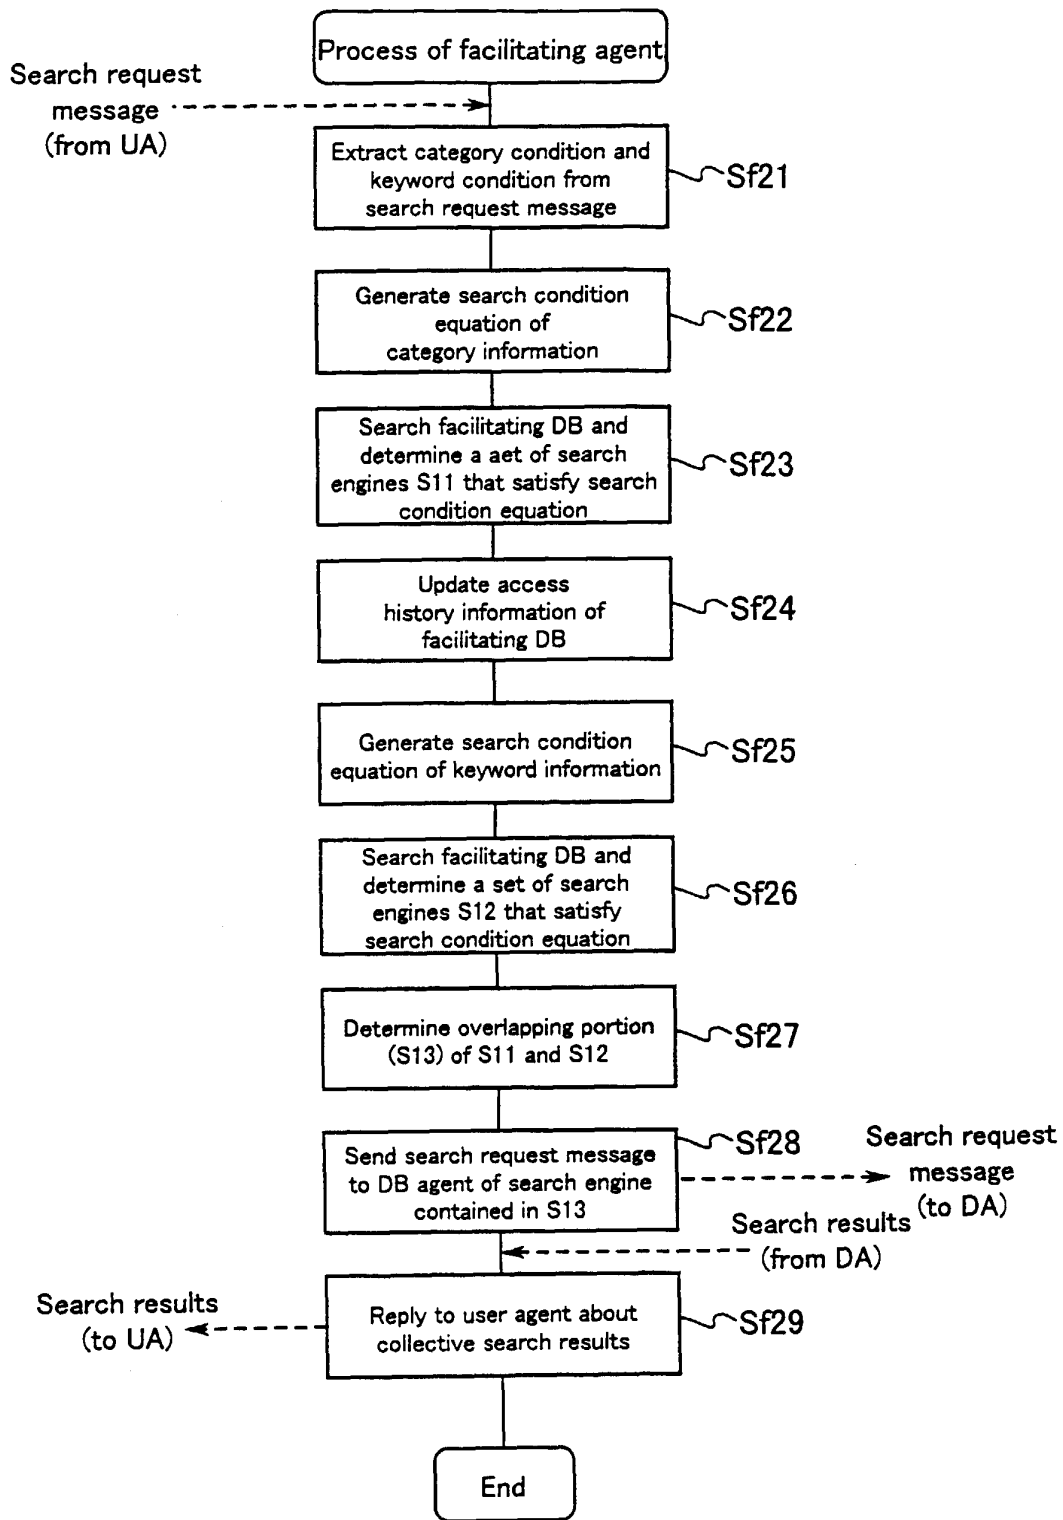 Process of facilitating agent
Search request
message
(from UA)
Extract category condition and
keyword condition from
search request message
Sf21
Generate search condition
equation of
category information
Sf22
Search facilitating DB and
determine a aet of search
engines S11 that satisfy search
condition equation
Sf23
Update access
history information of
facilitating DB
Sf24
Generate search condition
equation of keyword information
Sf25
Search facilitating DB and
determine a set of search
engines S12 that satisfy
search condition equation
Sf26
Determine overlapping portion
(S13) of S11 and S12
Sf27
Send search request message
to DB agent of search engine
contained in S13
Sf28
Search request
message
(to DA)
Search results
(from DA)
Search results
(to UA)
Reply to user agent about
collective search results
Sf29
End